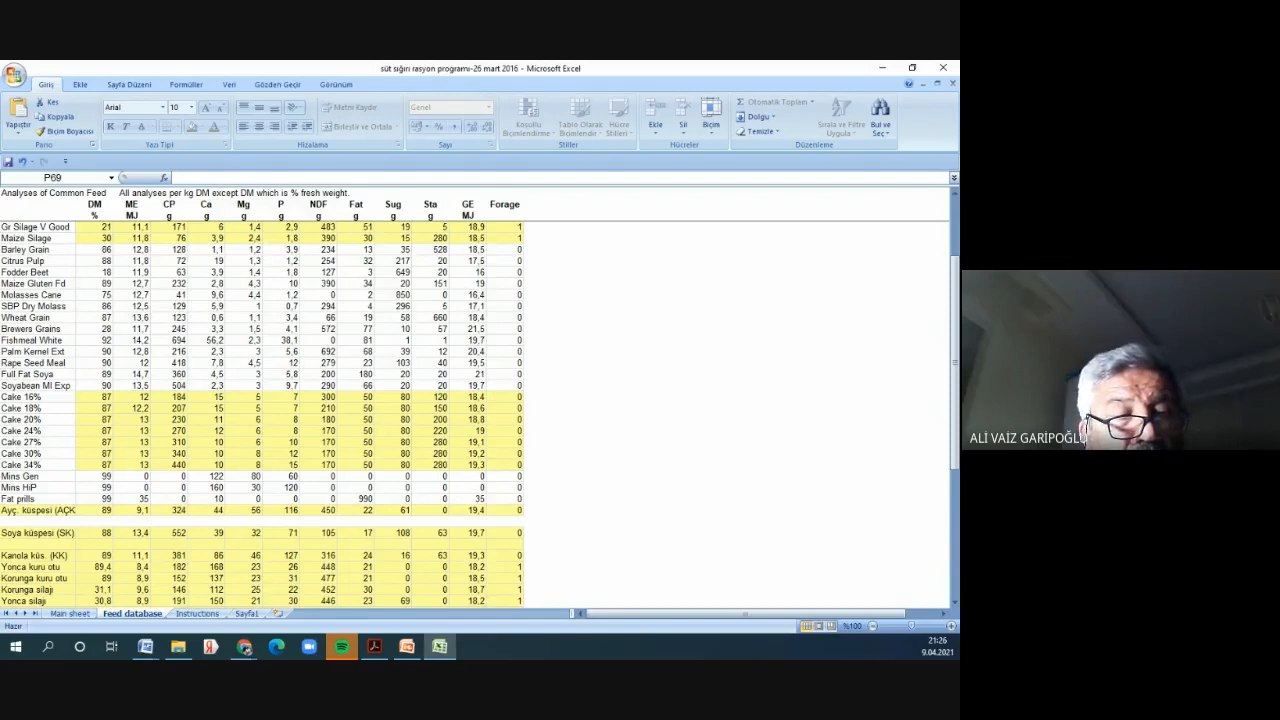 süt sığırı rasyon programı-26 mart 2016 - Microsoft Excel
Giriş Ekle Sayfa Düzeni Formüller Veri Gözden Geçir Görünüm
Kes
Kopyala
Biçim Boyacısı
Yapıştır
Pano
Arial 10
Yazı Tipi
Metni Kaydır
Birleştir ve Ortala
Hizalama
Genel
Sayı
Koşullu Biçimlendirme
Tablo Olarak Biçimlendir
Hücre Stilleri
Stiller
Ekle Sil Biçim
Hücreler
Otomatik Toplam
Dolgu
Temizle
Sırala ve Filtre Uygula
Bul ve Seç
Düzenleme
P69
Analyses of Common Feed All analyses per kg DM except DM which is % fresh weight.
DM ME CP Ca Mg P NDF Fat Sug Sta GE Forage
% MJ g g g g g g g g MJ
Gr Silage V Good 21 11,1 171 6 1,4 2,9 483 51 19 5 18,9 1
Maize Silage 30 11,8 76 3,9 2,4 1,8 390 30 15 280 18,5 1
Barley Grain 86 12,8 128 1,1 1,2 3,9 234 13 35 528 18,5 0
Citrus Pulp 88 11,8 72 19 1,3 1,2 254 32 217 20 17,5 0
Fodder Beet 18 11,9 63 3,9 1,4 1,8 127 3 649 20 16 0
Maize Gluten Fd 89 12,7 232 2,8 4,3 10 390 34 20 151 19 0
Molasses Cane 75 12,7 41 9,6 4,4 1,2 0 2 850 0 16,4 0
SBP Dry Molass 86 12,5 129 5,9 1 0,7 294 4 296 5 17,1 0
Wheat Grain 87 13,6 123 0,6 1,1 3,4 66 19 58 660 18,4 0
Brewers Grains 28 11,7 245 3,3 1,5 4,1 572 77 10 57 21,5 0
Fishmeal White 92 14,2 694 56,2 2,3 38,1 0 81 1 1 19,7 0
Palm Kernel Ext 90 12,8 216 2,3 3 5,6 692 68 39 12 20,4 0
Rape Seed Meal 90 12 418 7,8 4,5 12 279 23 103 40 19,5 0
Full Fat Soya 89 14,7 360 4,5 3 5,8 200 180 20 20 21 0
Soyabean Ml Exp 90 13,5 504 2,3 3 9,7 290 66 20 20 19,7 0
Cake 16% 87 12 184 15 5 7 300 50 80 120 18,4 0
Cake 18% 87 12,2 207 15 5 7 210 50 80 150 18,6 0
Cake 20% 87 13 230 11 6 8 180 50 80 200 18,8 0
Cake 24% 87 13 270 12 6 8 170 50 80 220 19 0
Cake 27% 87 13 310 10 6 10 170 50 80 280 19,1 0
Cake 30% 87 13 340 10 8 12 170 50 80 280 19,2 0
Cake 34% 87 13 440 10 8 15 170 50 80 280 19,3 0
Mins Gen 99 0 0 122 80 60 0 0 0 0 0 0
Mins HiP 99 0 0 160 30 120 0 0 0 0 0 0
Fat prills 99 35 0 10 0 0 0 990 0 0 35 0
Ayç. küspesi (AÇK 89 9,1 324 44 56 116 450 22 61 0 19,4 0
Soya küspesi (SK) 88 13,4 552 39 32 71 105 17 108 63 19,7 0
Kanola küs. (KK) 89 11,1 381 86 46 127 316 24 16 63 19,3 0
Yonca kuru otu 89,4 8,4 182 168 23 26 448 21 0 0 18,2 1
Korunga kuru otu 89 8,9 152 137 23 31 477 21 0 0 18,5 1
Korunga silajı 31,1 9,6 146 112 25 22 452 30 0 0 18,7 1
Yonca silajı 30,8 8,9 191 150 21 30 446 23 69 0 18,2 1
Main sheet Feed database Instructions Sayfa1
Hazır %100
21:26
9.04.2021
ALİ VAİZ GARİPOĞLU